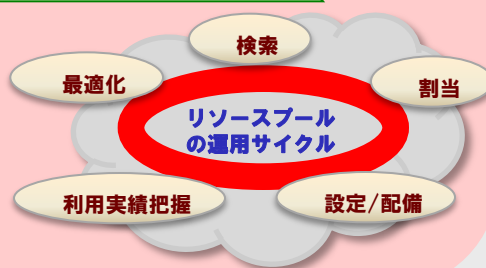 検索
最適化
割当
リソースプール
の運用サイクル
利用実績把握
設定/配備